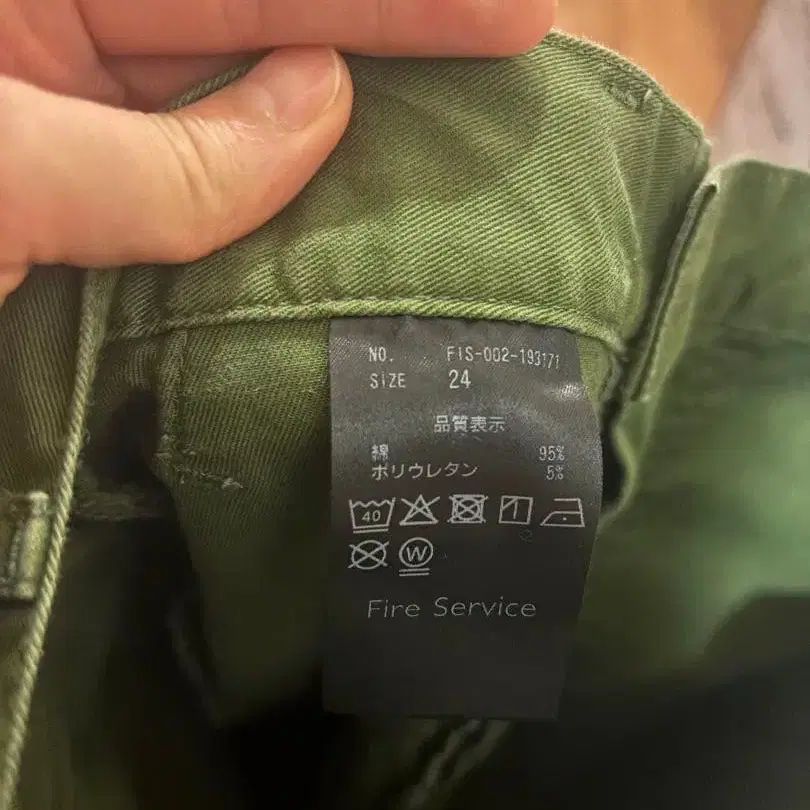 NO. FIS-002-193171
SIZE 24
品質表示
綿 95%
ポリウレタン 5%
40
W
Fire Service